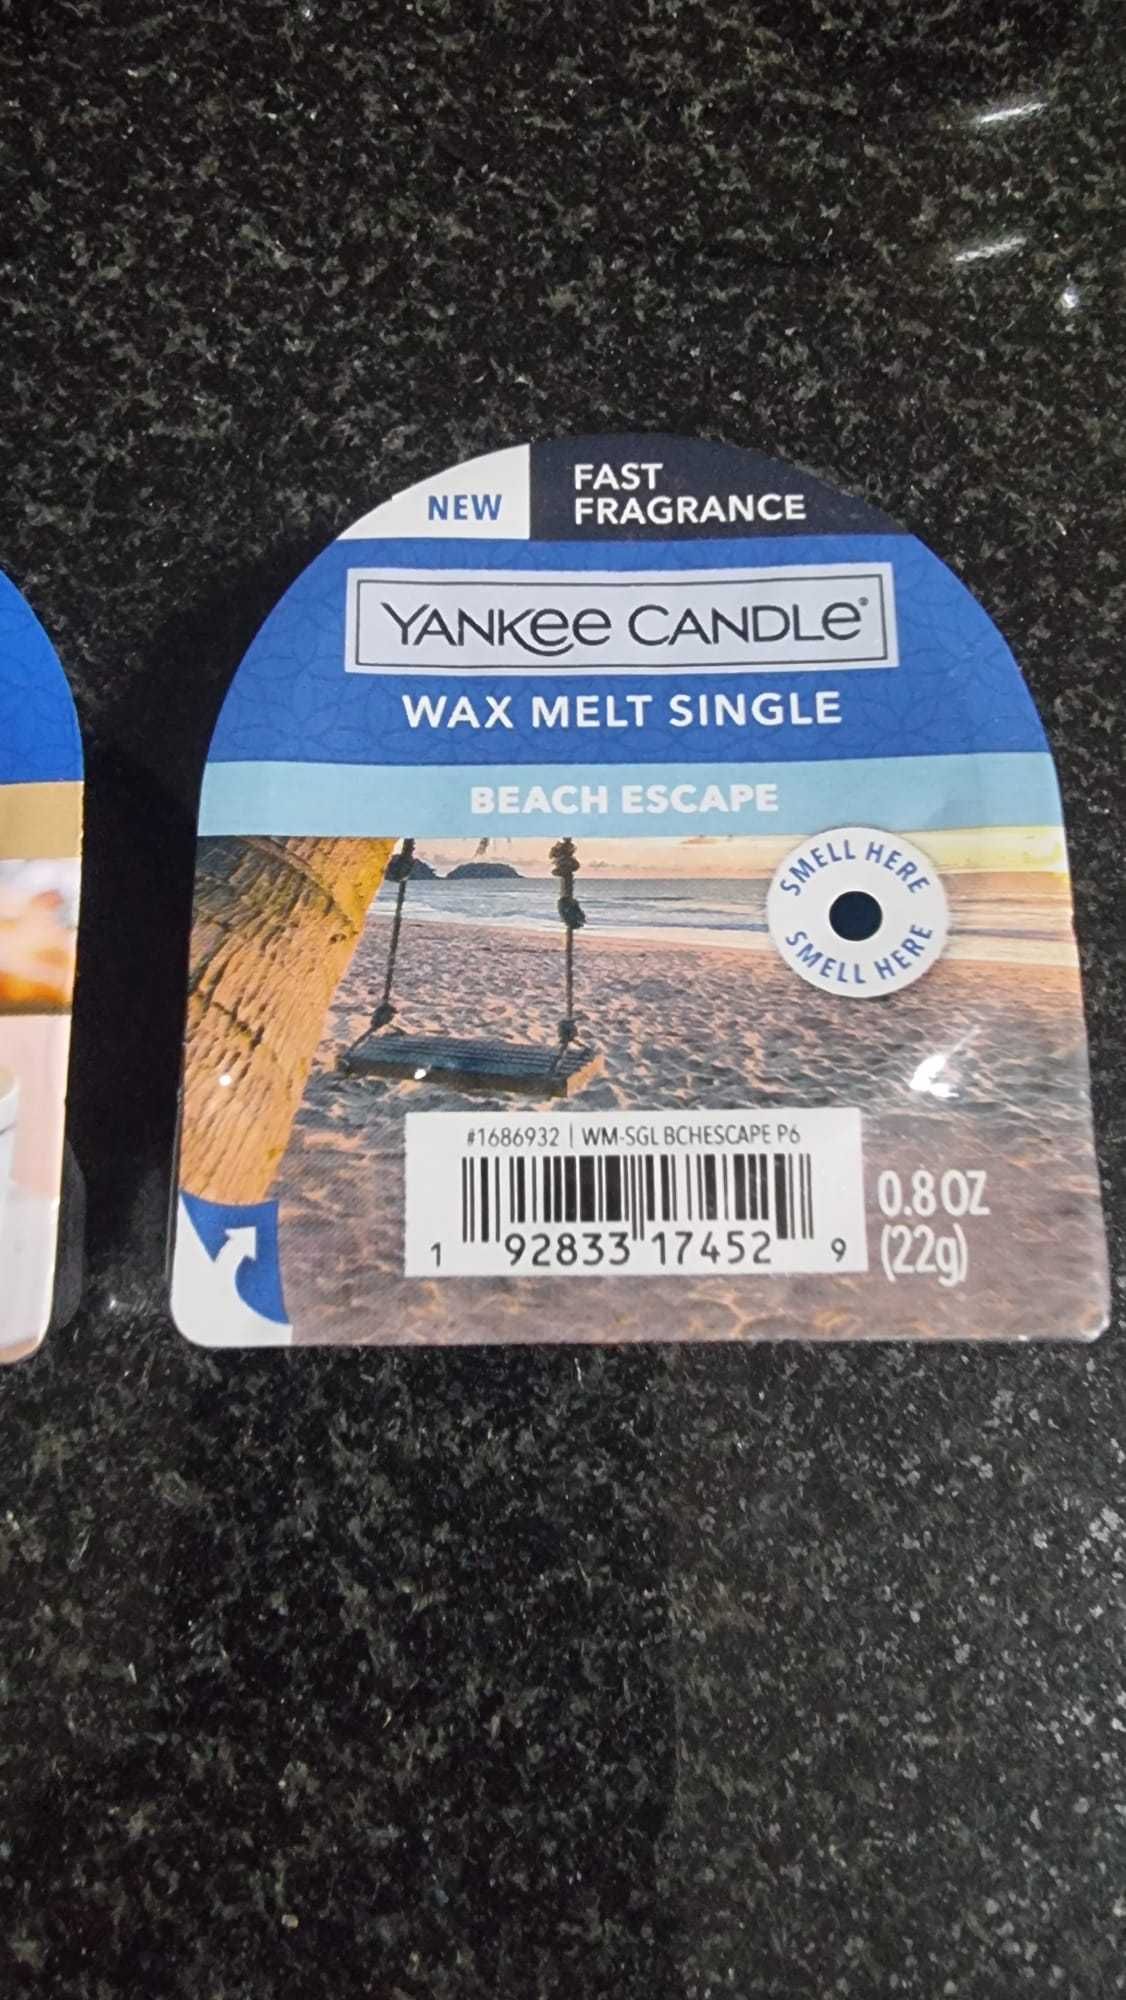 NEW
FAST
FRAGRANCE
YANKEE CANDLE®
WAX MELT SINGLE
BEACH ESCAPE
SMELL HERE
SMELL HERE
#1686932 | WM-SGL BCHESCAPE P6
1 92833 17452 9
0.8 OZ
(22g)